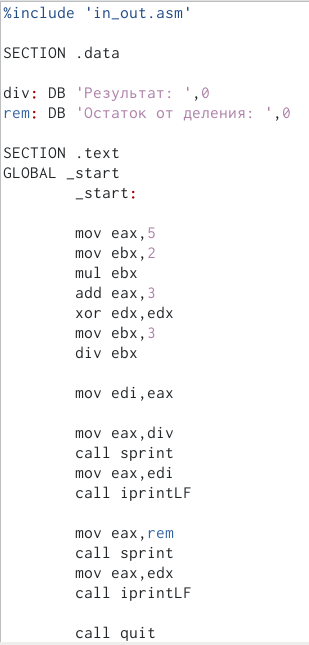 %include 'in_out.asm'
SECTION .data
div: DB 'Результат: ',0
rem: DB 'Остаток от деления: ',0
SECTION .text
GLOBAL _start
_start:
mov eax,5
mov ebx,2
mul ebx
add eax,3
xor edx,edx
mov ebx,3
div ebx
mov edi,eax
mov eax,div
call sprint
mov eax,edi
call iprintLF
mov eax,rem
call sprint
mov eax,edx
call iprintLF
call quit